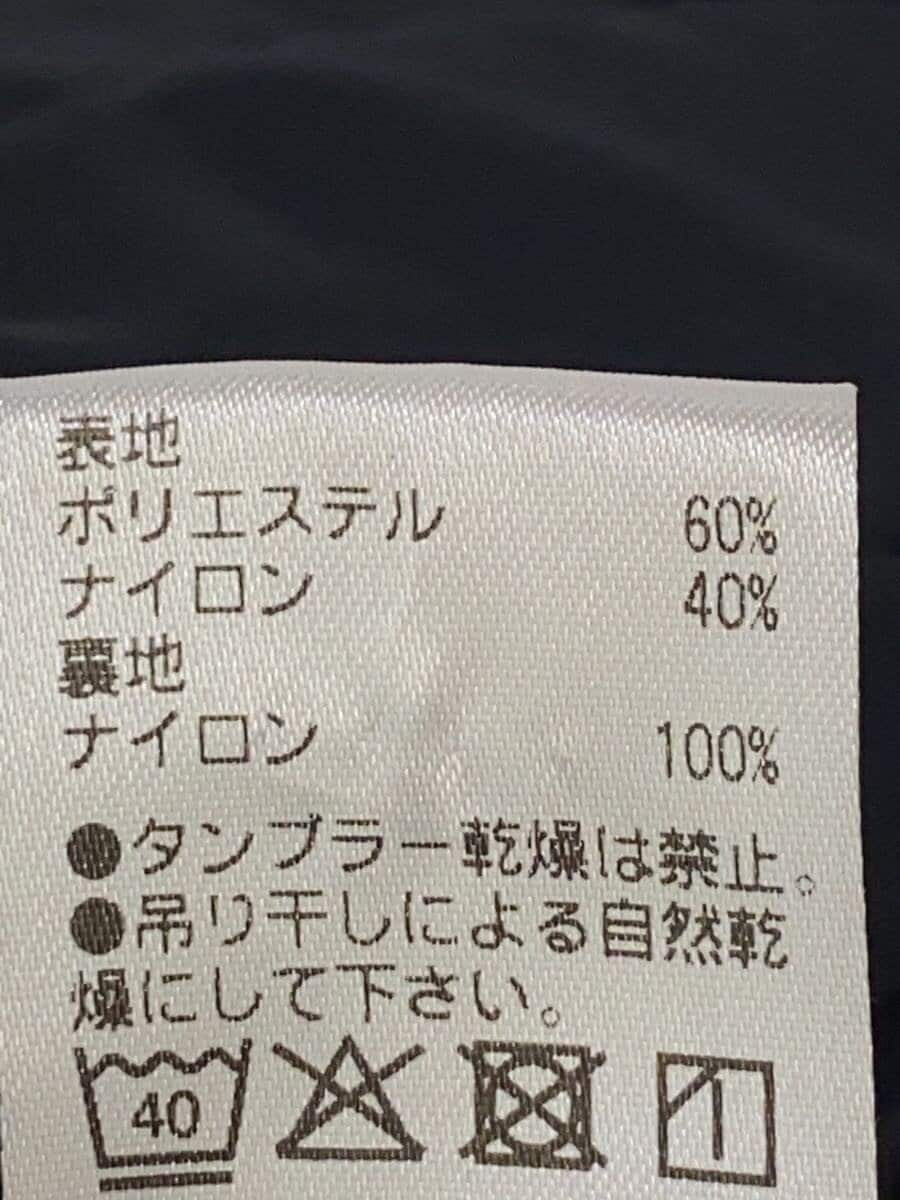 表地
ポリエステル 60%
ナイロン 40%
裏地
ナイロン 100%
●タンブラー乾燥は禁止。
●吊り干しによる自然乾
燥にして下さい。
40